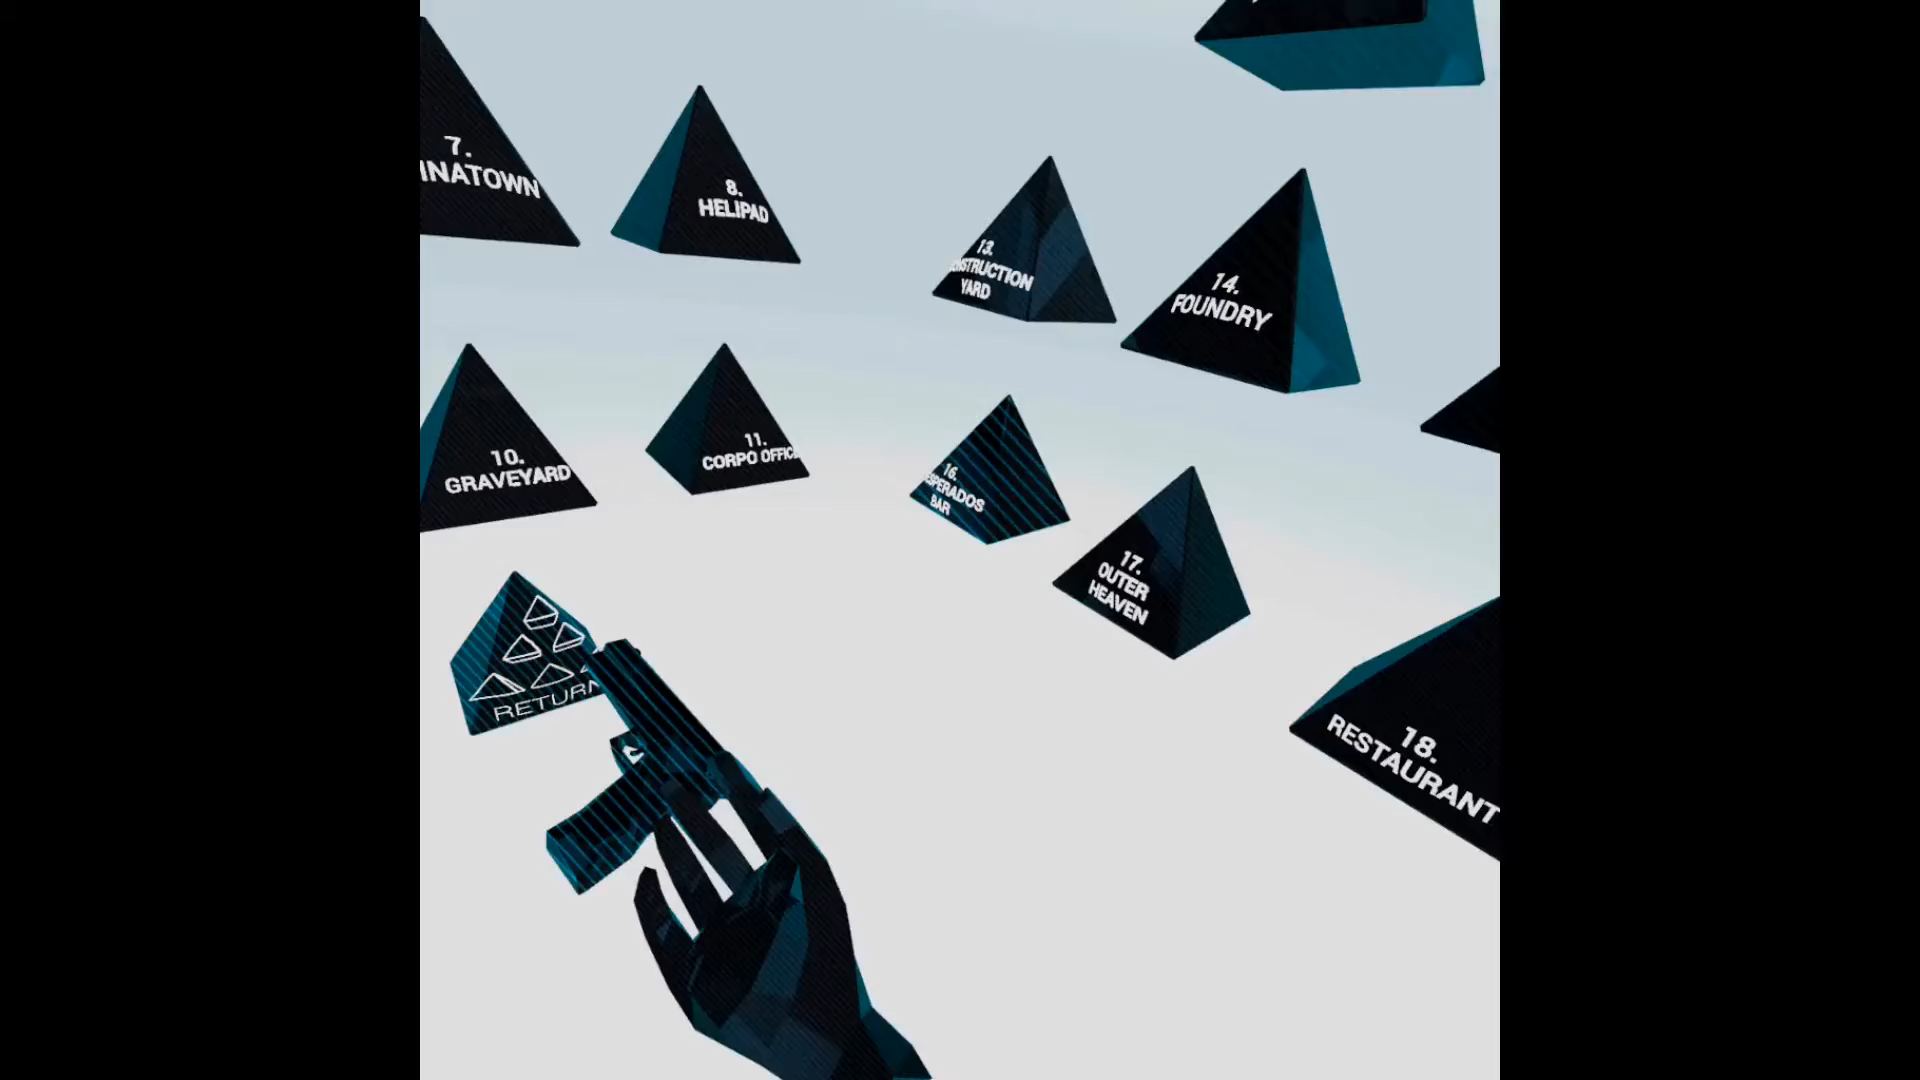 7.
INATOWN
8.
HELIPAD
13.
NSTRUCTION
YARD
14.
FOUNDRY
10.
GRAVEYARD
11.
CORPO OFFIC
16.
ESPERADOS
BAR
17.
OUTER
HEAVEN
RETURN
18.
RESTAURANT